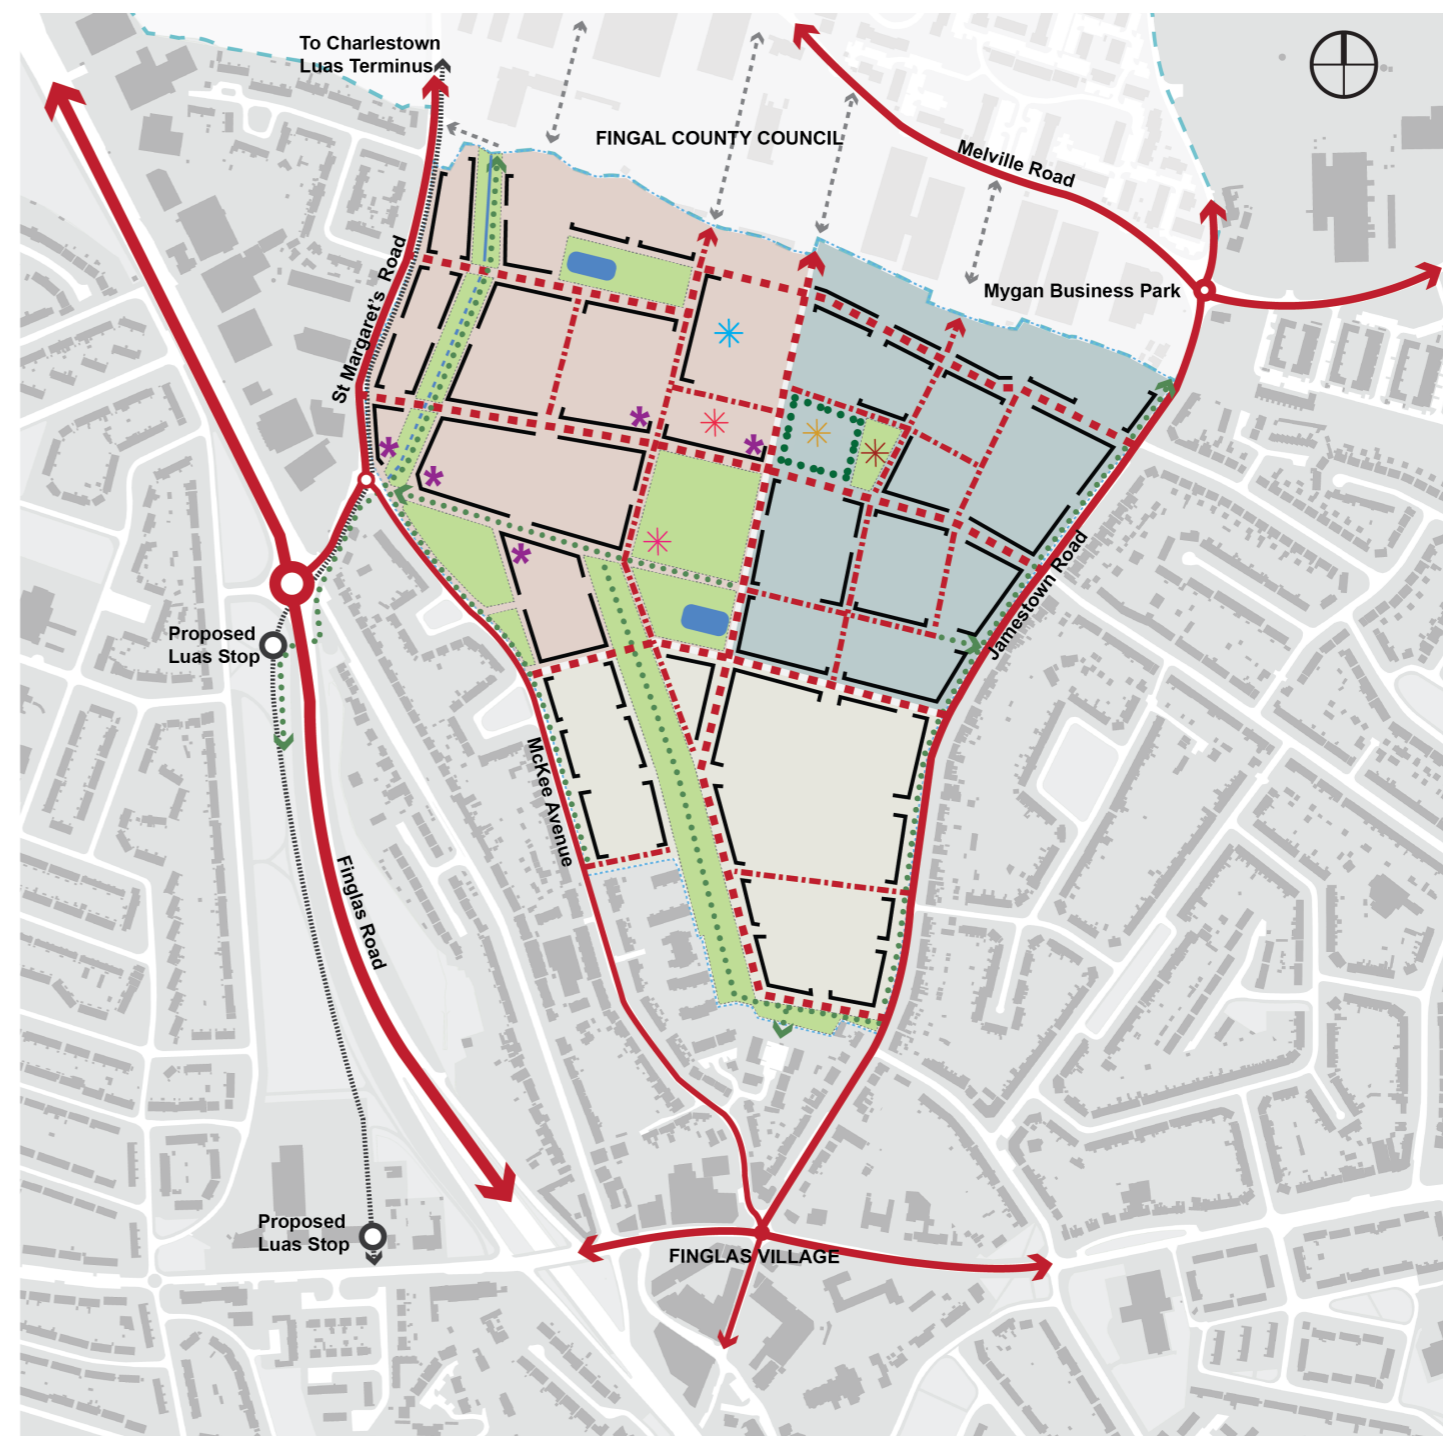 To Charlestown
Luas Terminus
FINGAL COUNTY COUNCIL
Melville Road
Mygan Business Park
St Margaret's Road
Jamestown Road
Proposed
Luas Stop
McKee Avenue
Finglas Road
Proposed
Luas Stop
FINGLAS VILLAGE